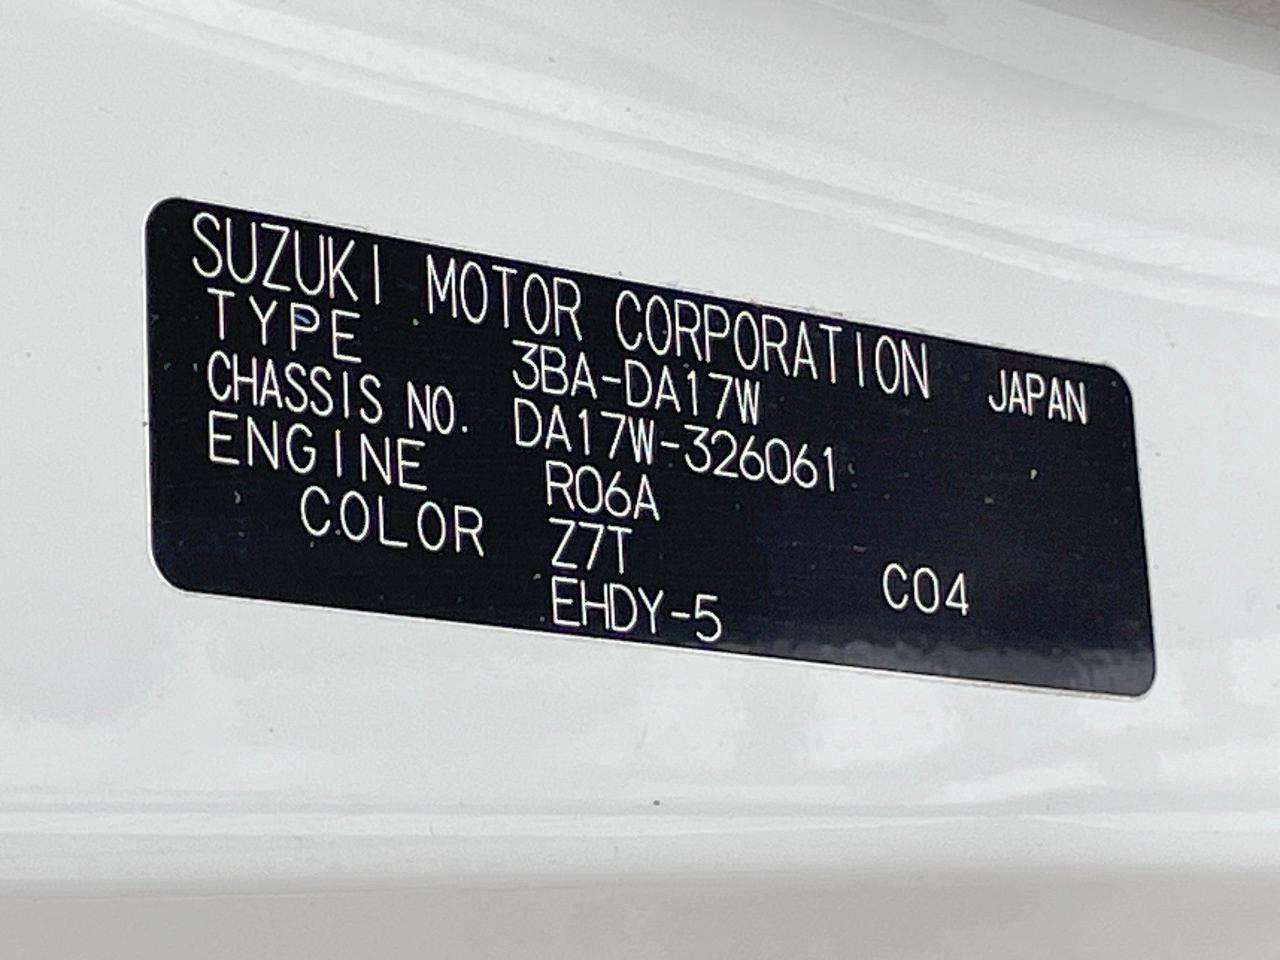 SUZUKI MOTOR CORPORATION JAPAN
TYPE 3BA-DA17W
CHASSIS NO. DA17W-326061
ENGINE R06A
COLOR Z7T C04
EHDY-5